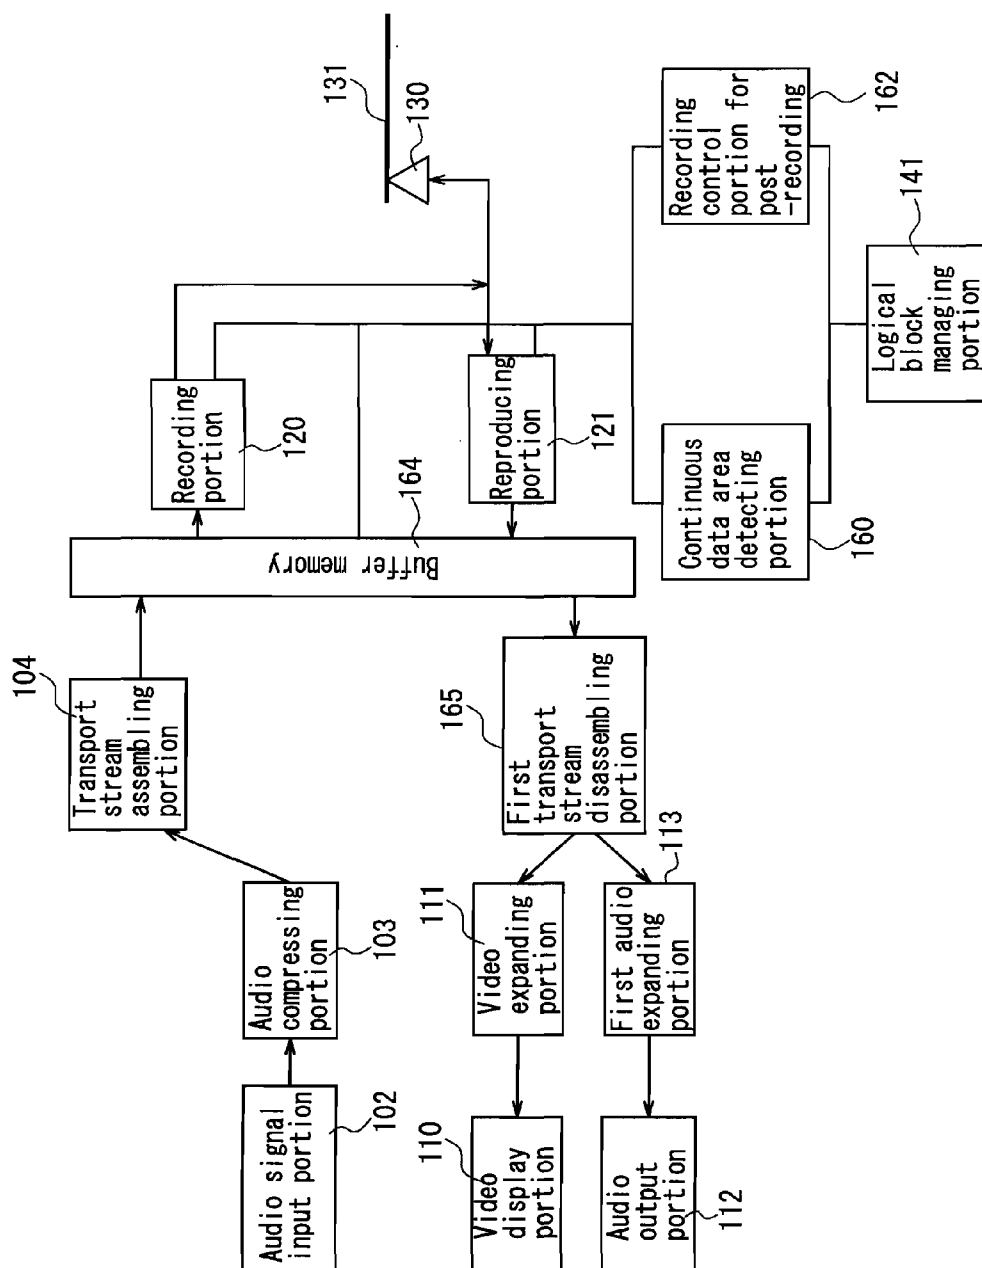 Audio signal
input portion
102
Audio
compressing
portion
103
Transport
stream
assembling
portion
104
Buffer memory
164
Recording
portion
120
131
130
Reproducing
portion
121
First
transport
stream
disassembling
portion
165
Video
expanding
portion
111
Video
display
portion
110
First audio
expanding
portion
113
Audio
output
portion
112
Continuous
data area
detecting
portion
160
Recording
control
portion for
post
-recording
162
Logical
block
managing
portion
141